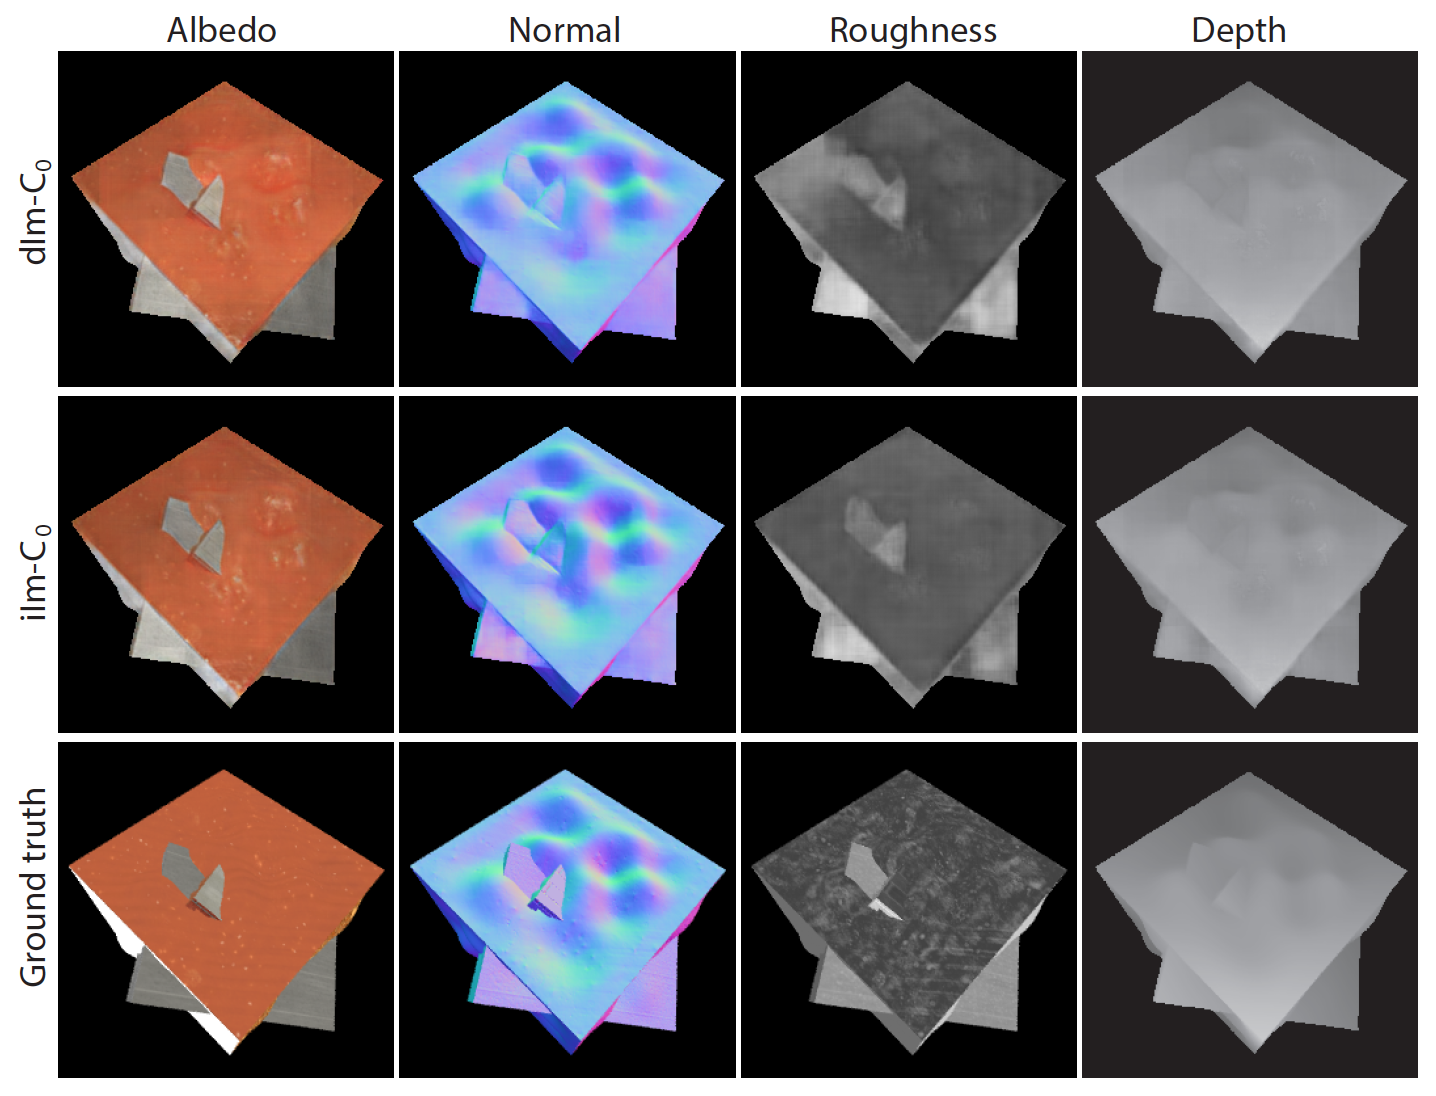 Albedo Normal Roughness Depth
dlm-C₀
ilm-C₀
Ground truth